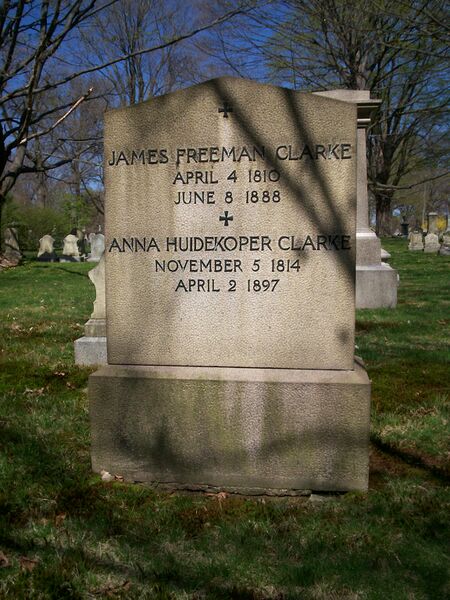 JAMES FREEMAN CLARKE
APRIL 4 1810
JUNE 8 1888
ANNA HUIDEKOPER CLARKE
NOVEMBER 5 1814
APRIL 2 1897